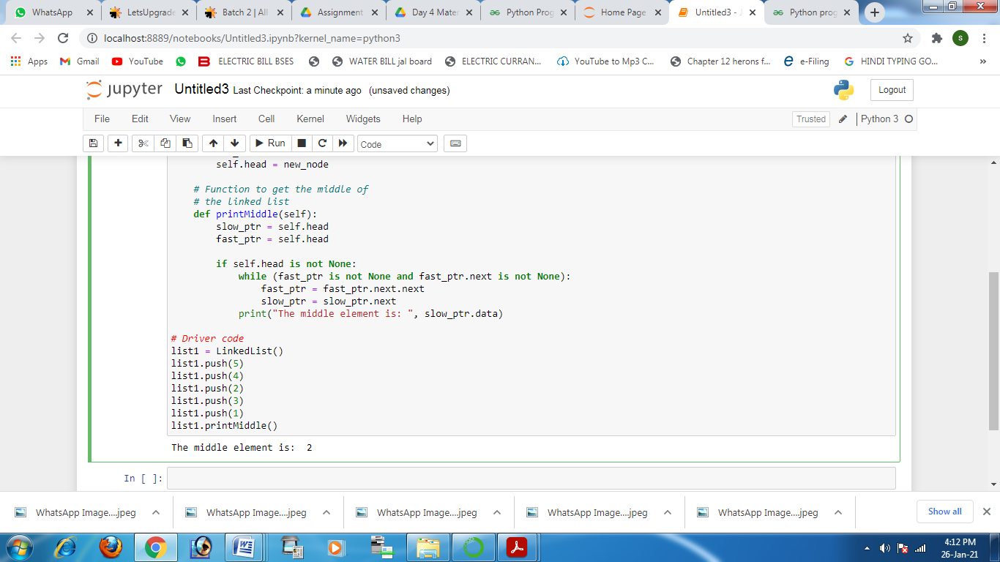 WhatsApp
LetsUpgrade
Batch 2 | All
Assignment
Day 4 Mater
Python Prog
Home Page
Untitled3 - J
Python prog
localhost:8889/notebooks/Untitled3.ipynb?kernel_name=python3
S
Apps
Gmail
YouTube
ELECTRIC BILL BSES
WATER BILL jal board
ELECTRIC CURRAN...
YouTube to Mp3 C...
Chapter 12 herons f...
e-Filing
HINDI TYPING GO...
»
jupyter Untitled3 Last Checkpoint: a minute ago (unsaved changes)
Logout
File Edit View Insert Cell Kernel Widgets Help
Trusted
Python 3
Run
Code
self.head = new_node
# Function to get the middle of
# the linked list
def printMiddle(self):
slow_ptr = self.head
fast_ptr = self.head
if self.head is not None:
while (fast_ptr is not None and fast_ptr.next is not None):
fast_ptr = fast_ptr.next.next
slow_ptr = slow_ptr.next
print("The middle element is: ", slow_ptr.data)
# Driver code
list1 = LinkedList()
list1.push(5)
list1.push(4)
list1.push(2)
list1.push(3)
list1.push(1)
list1.printMiddle()
The middle element is:  2
In [ ]:
WhatsApp Image....jpeg
WhatsApp Image....jpeg
WhatsApp Image....jpeg
WhatsApp Image....jpeg
WhatsApp Image....jpeg
Show all
4:12 PM
26-Jan-21